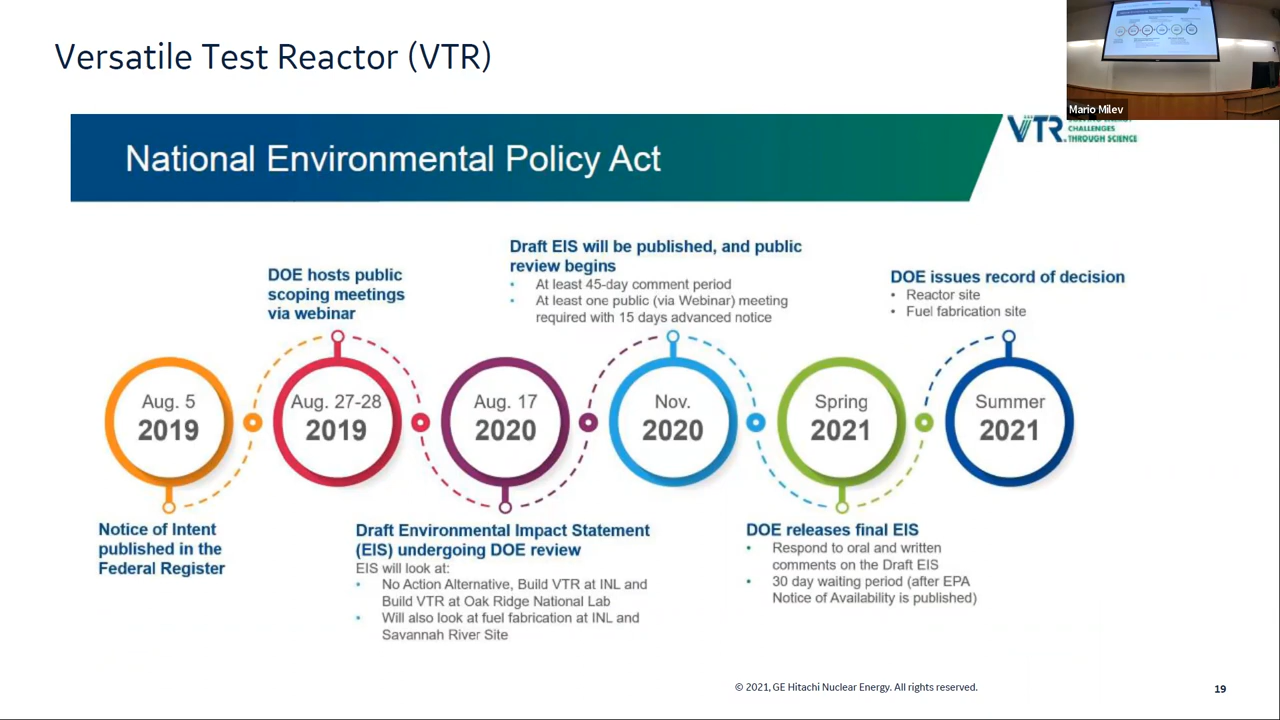 Versatile Test Reactor (VTR)
Mario Milev
National Environmental Policy Act
VTR
CHALLENGES
THROUGH SCIENCE
DOE hosts public
scoping meetings
via webinar
Draft EIS will be published, and public
review begins
• At least 45-day comment period
• At least one public (via Webinar) meeting
required with 15 days advanced notice
DOE issues record of decision
• Reactor site
• Fuel fabrication site
Aug. 5
2019
Aug. 27-28
2019
Aug. 17
2020
Nov.
2020
Spring
2021
Summer
2021
Notice of Intent
published in the
Federal Register
Draft Environmental Impact Statement
(EIS) undergoing DOE review
EIS will look at:
• No Action Alternative, Build VTR at INL and
Build VTR at Oak Ridge National Lab
• Will also look at fuel fabrication at INL and
Savannah River Site
DOE releases final EIS
• Respond to oral and written
comments on the Draft EIS
• 30 day waiting period (after EPA
Notice of Availability is published)
© 2021, GE Hitachi Nuclear Energy. All rights reserved.
19